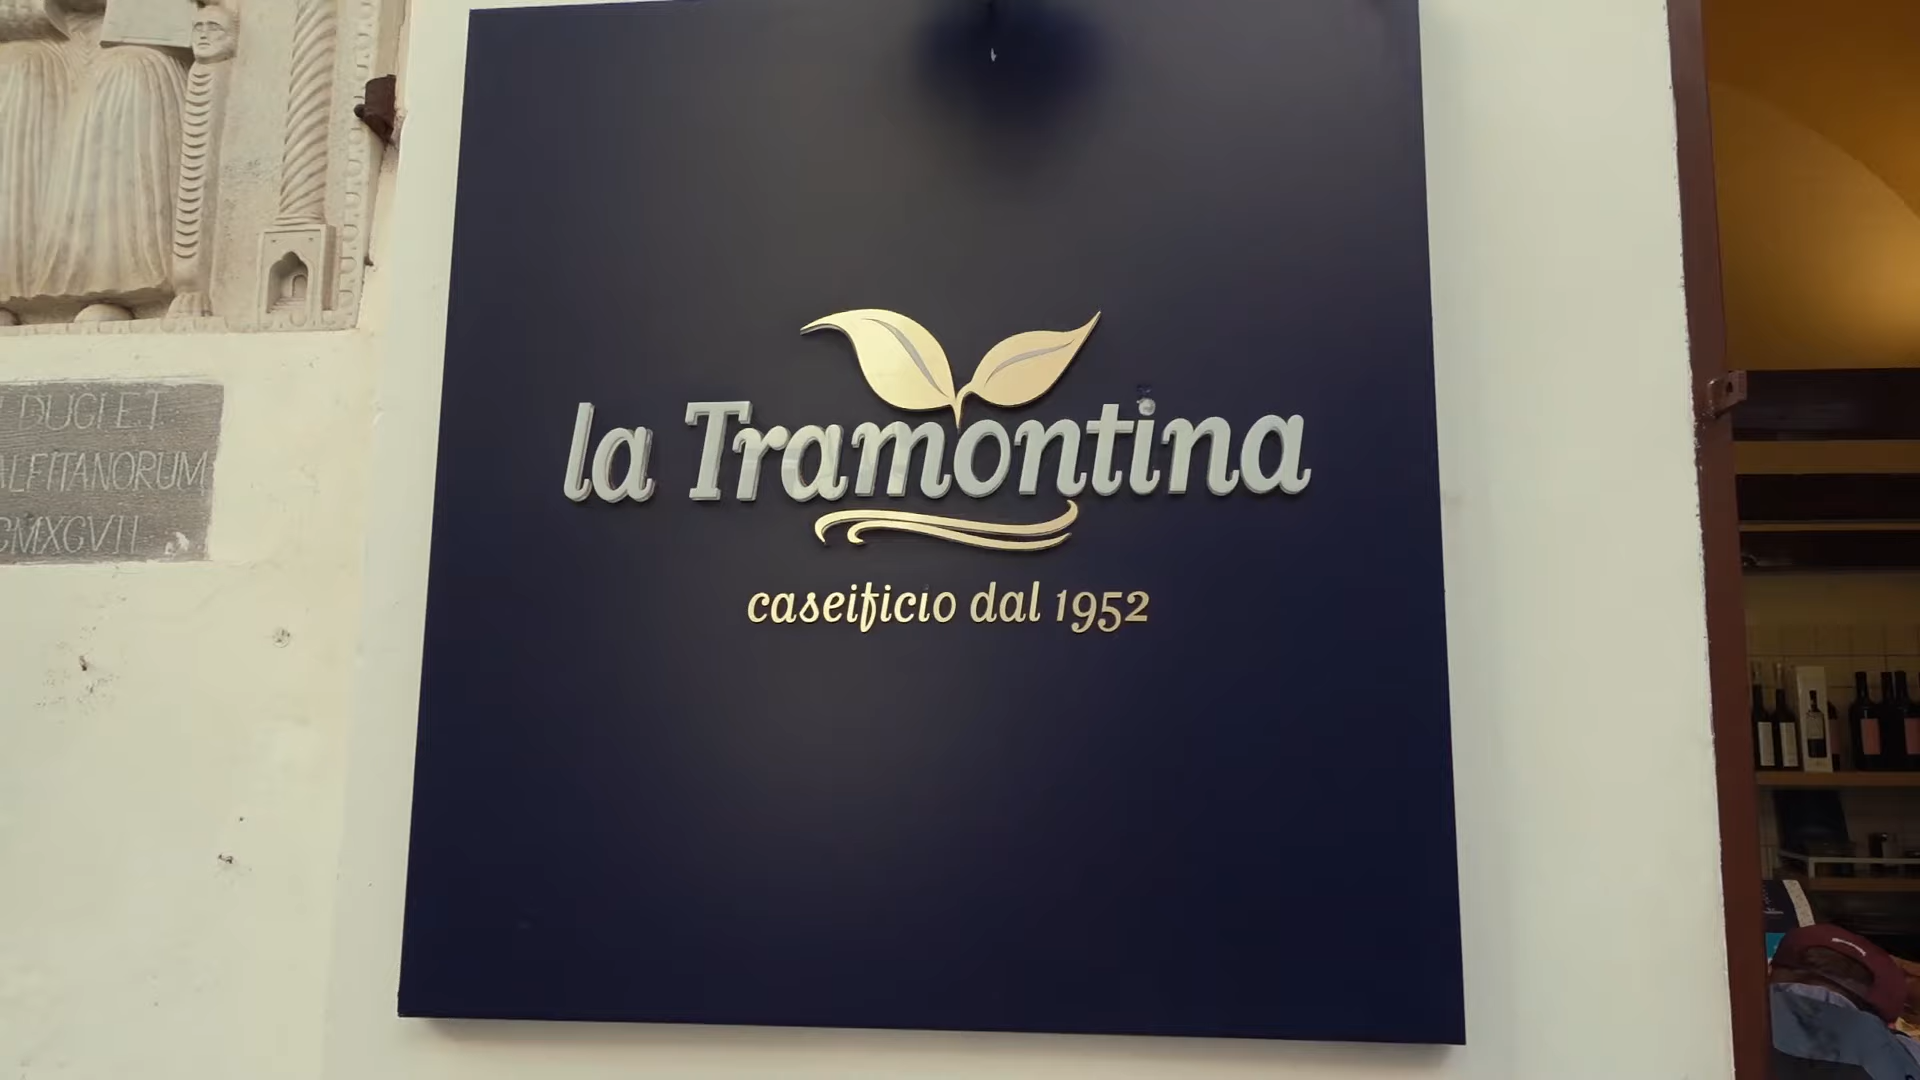 DUCI ET
ALFITANORUM
CMXCVII
la Tramontina
caseificio dal 1952